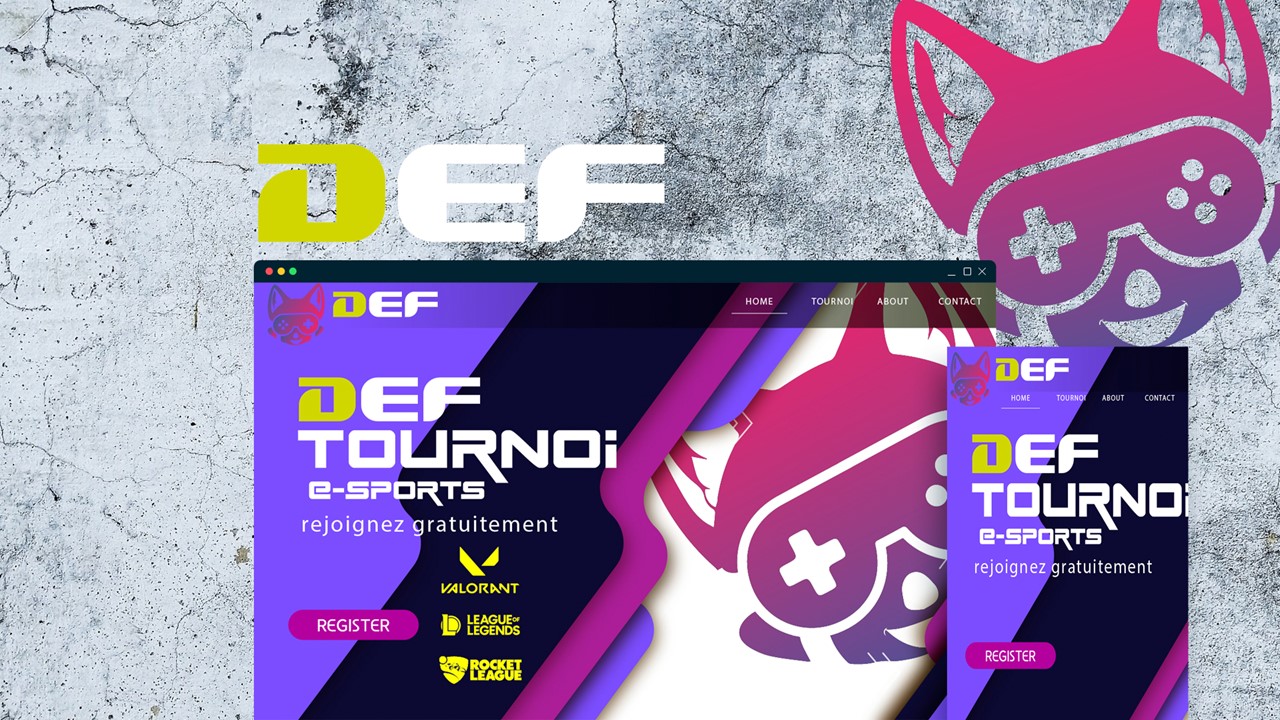 DEF
DEF
HOME TOURNOI ABOUT CONTACT
DEF
TOURNOi
e-SPORTS
rejoignez gratuitement
VALORANT
LEAGUE OF
LEGENDS
ROCKET
LEAGUE
REGISTER
DEF
HOME TOURNOI ABOUT CONTACT
DEF
TOURNOi
e-SPORTS
rejoignez gratuitement
REGISTER